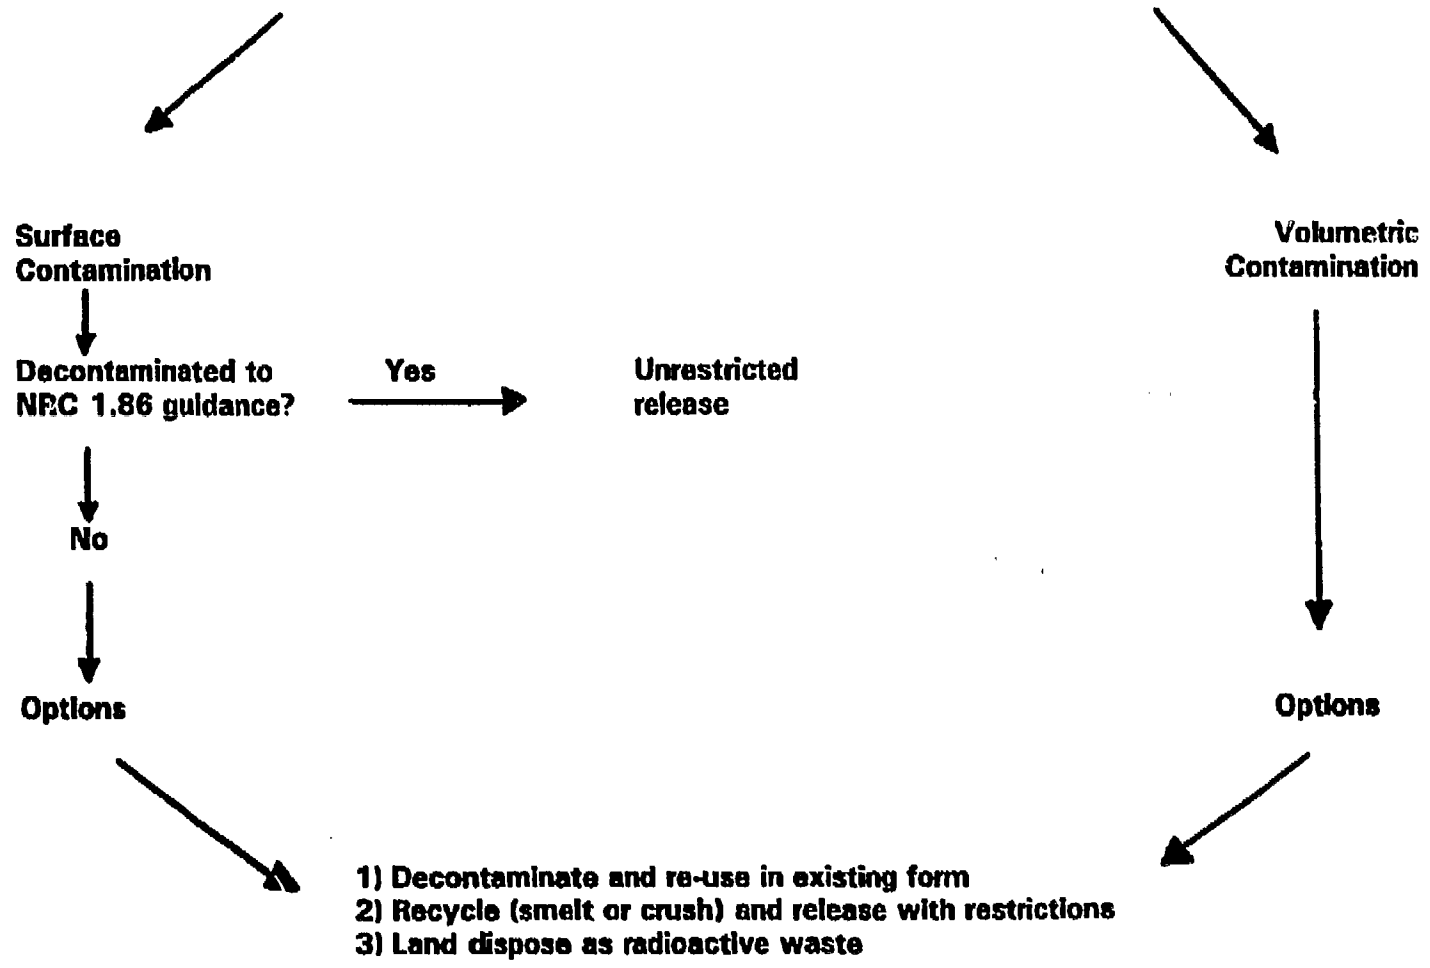 Surface
Contamination
Volumetric
Contamination
Decontaminated to
NRC 1.86 guidance?
Yes
Unrestricted
release
No
Options
Options
1) Decontaminate and re-use in existing form
2) Recycle (smelt or crush) and release with restrictions
3) Land dispose as radioactive waste